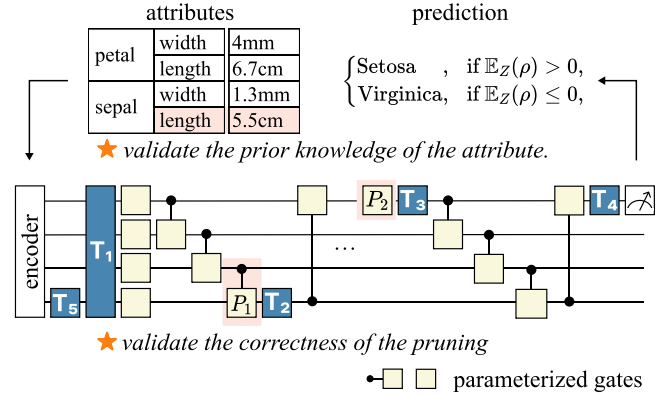 attributes prediction
petal width 4mm
length 6.7cm
sepal width 1.3mm
length 5.5cm
{Setosa , if 𝔼_Z(ρ) > 0,
Virginica, if 𝔼_Z(ρ) ≤ 0,
validate the prior knowledge of the attribute.
encoder
T₅
T₁
P₁
T₂
...
P₂
T₃
T₄
validate the correctness of the pruning
parameterized gates